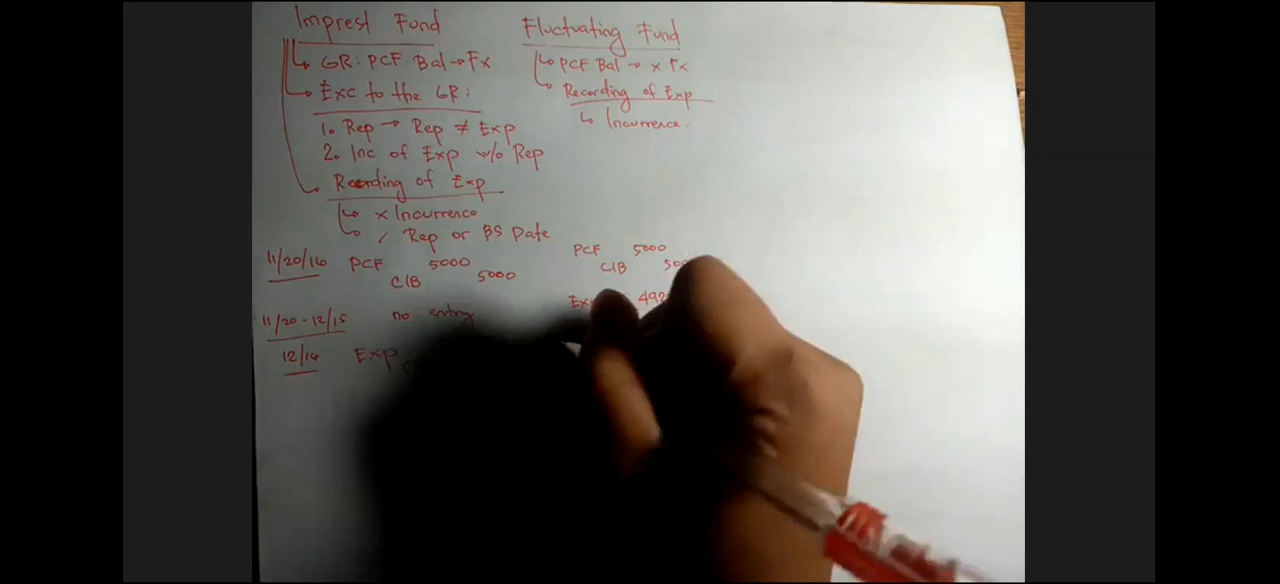 Imprest Fund
GR: PCF Bal → Fx
Exc to the GR:
1. Rep → Rep ≠ Exp
2. Inc of Exp w/o Rep
Recording of Exp
x Incurrence
/ Rep or BS Date
11/20/16 PCF 5000
CIB 5000
11/20 - 12/15 no entry
12/16 Exp
Fluctuating Fund
PCF Bal → x Fx
Recording of Exp
Incurrence
PCF 5000
CIB